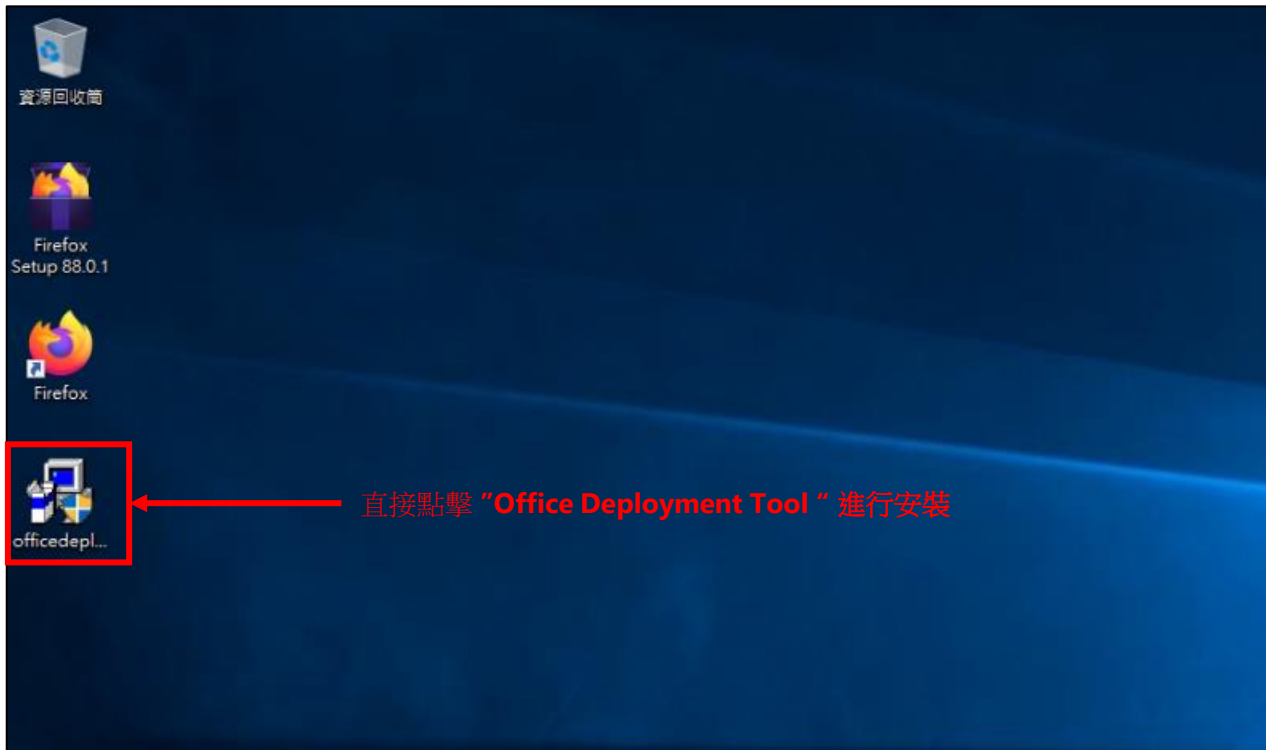 資源回收筒
Firefox
Setup 88.0.1
Firefox
officedepl...
直接點擊 ”Office Deployment Tool “ 進行安裝